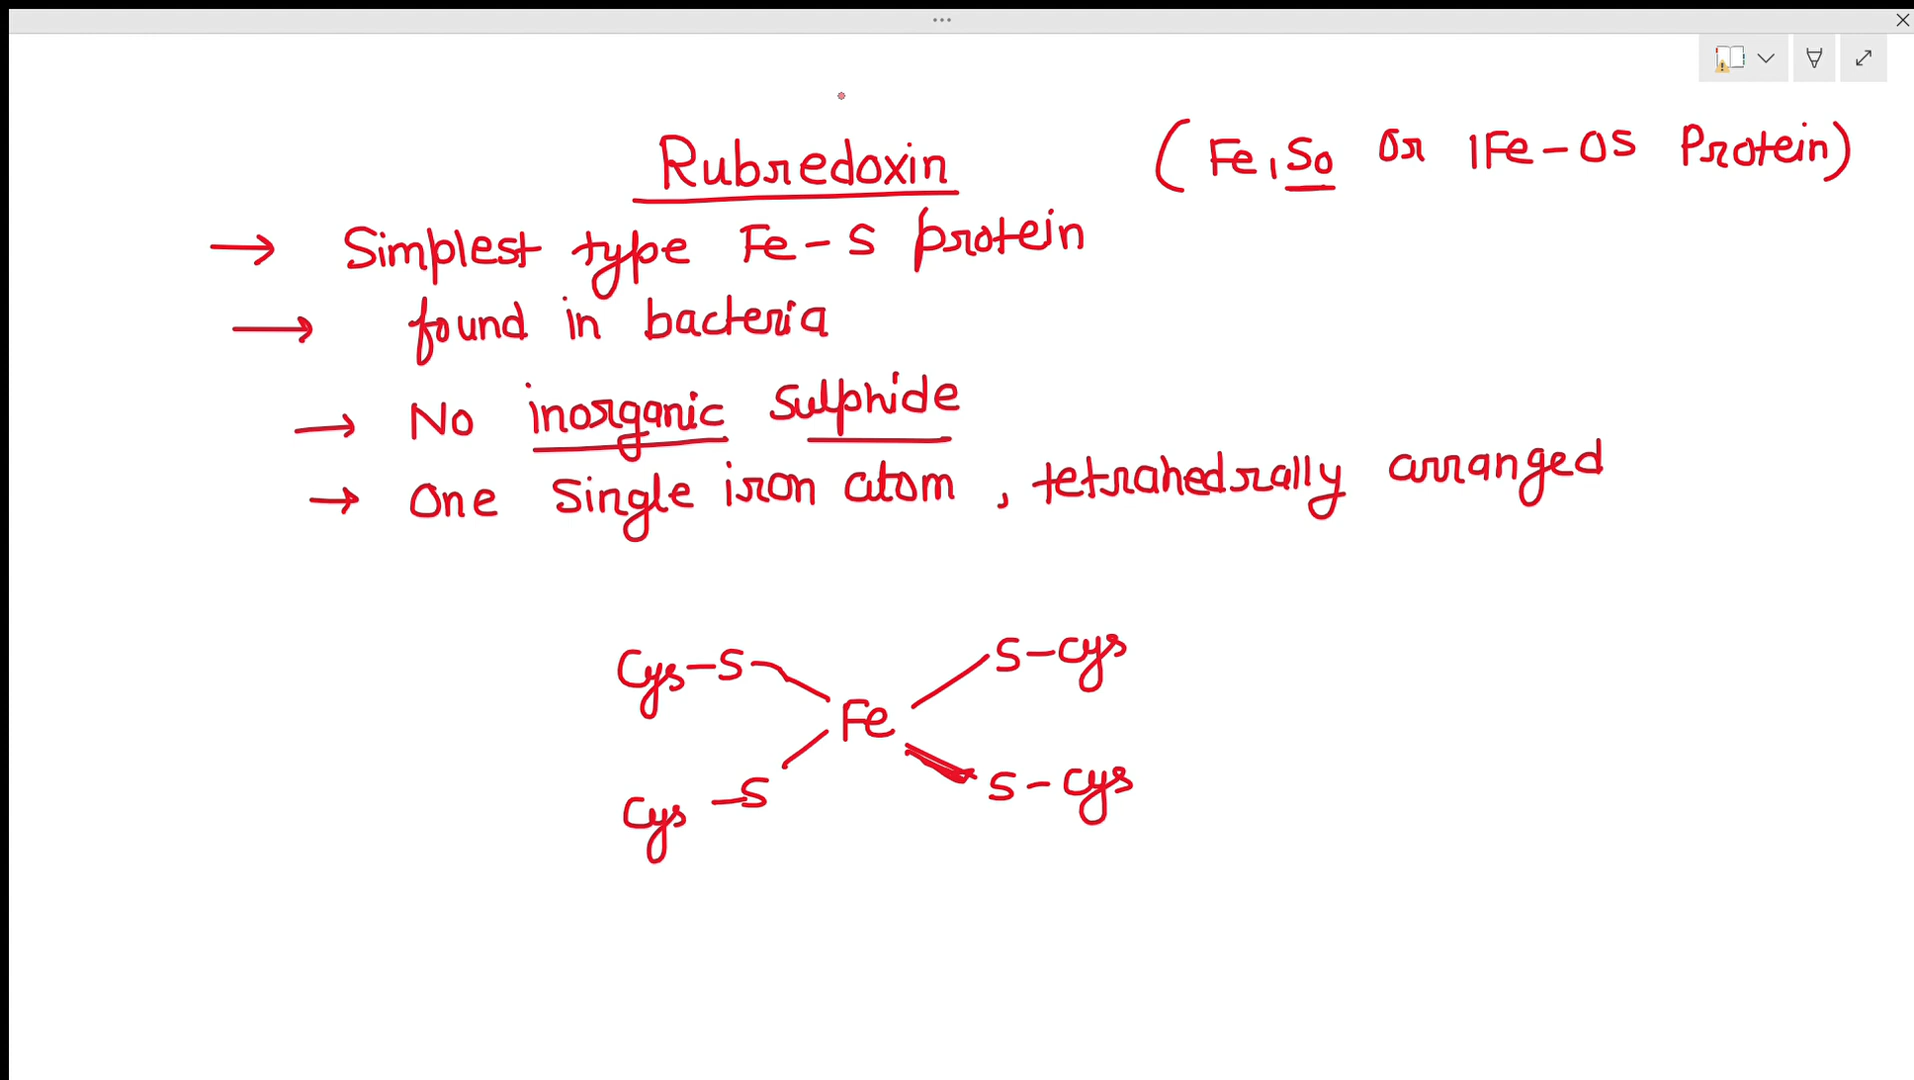 Rubredoxin (Fe₁S₀ or 1Fe-0S Protein)
→ Simplest type Fe-S protein
→ found in bacteria
→ No inorganic sulphide
→ One single iron atom, tetrahedrally arranged
Cys-S S-Cys
Fe
Cys-S S-Cys